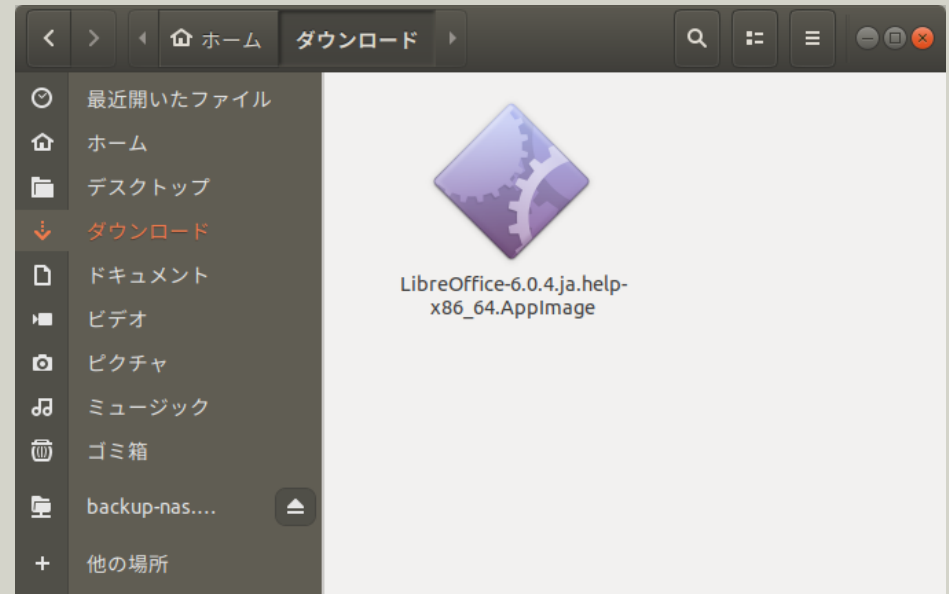 ホーム ダウンロード
最近開いたファイル
ホーム
デスクトップ
ダウンロード
ドキュメント
ビデオ
ピクチャ
ミュージック
ゴミ箱
backup-nas....
他の場所
LibreOffice-6.0.4.ja.help-
x86_64.AppImage